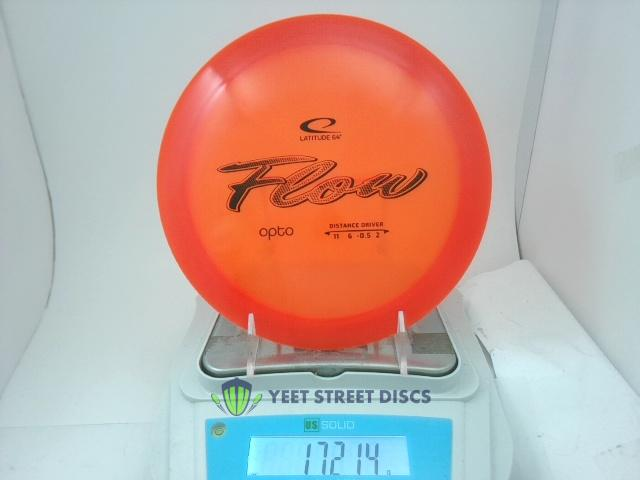 LATITUDE 64°
Flow
opto
DISTANCE DRIVER
11 6 -0.5 2
YEET STREET DISCS
US SOLID
172.14